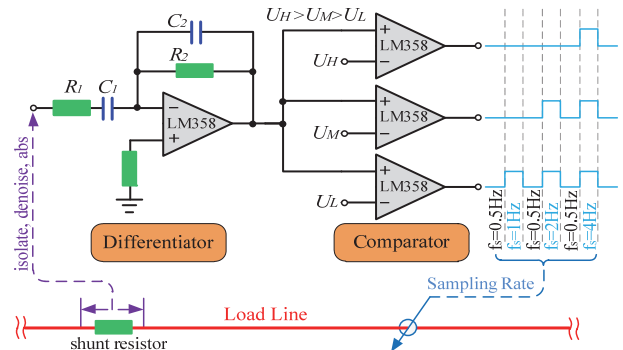 C2
R2
R1
C1
−
+
LM358
isolate, denoise, abs
Differentiator
UH>UM>UL
+
−
LM358
UH
+
−
LM358
UM
+
−
LM358
UL
Comparator
fs=0.5Hz
fs=1Hz
fs=0.5Hz
fs=2Hz
fs=0.5Hz
fs=4Hz
Sampling Rate
Load Line
shunt resistor